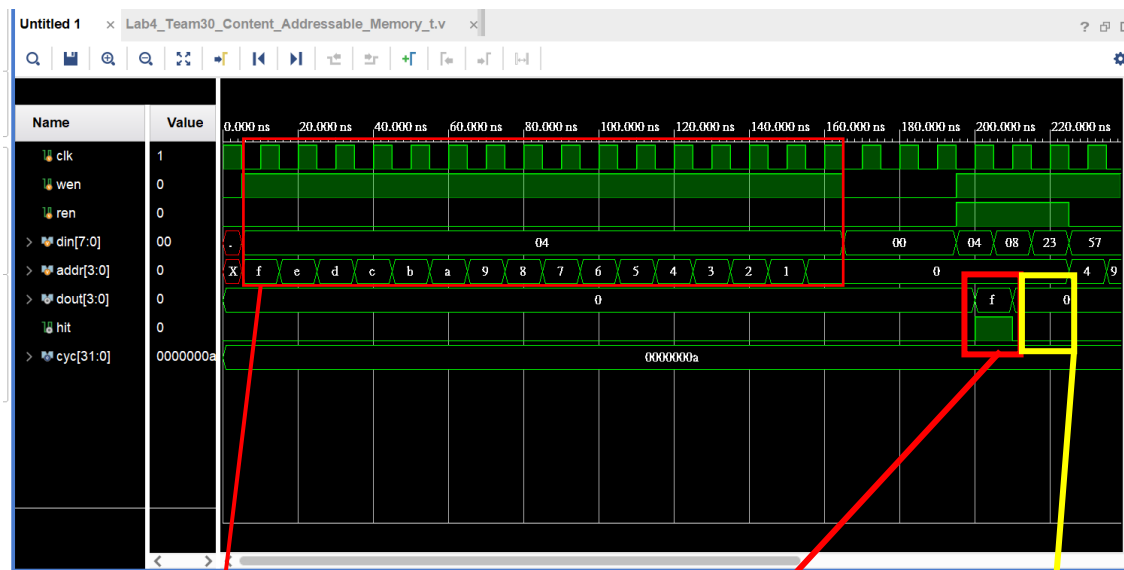 Untitled 1 × Lab4_Team30_Content_Addressable_Memory_t.v × ?
Name Value 0.000 ns 20.000 ns 40.000 ns 60.000 ns 80.000 ns 100.000 ns 120.000 ns 140.000 ns 160.000 ns 180.000 ns 200.000 ns 220.000 ns
clk 1
wen 0
ren 0
> din[7:0] 00 . 04 00 04 08 23 57
> addr[3:0] 0 X f e d c b a 9 8 7 6 5 4 3 2 1 0 4 9
> dout[3:0] 0 0 f 0
hit 0
> cyc[31:0] 0000000a 0000000a